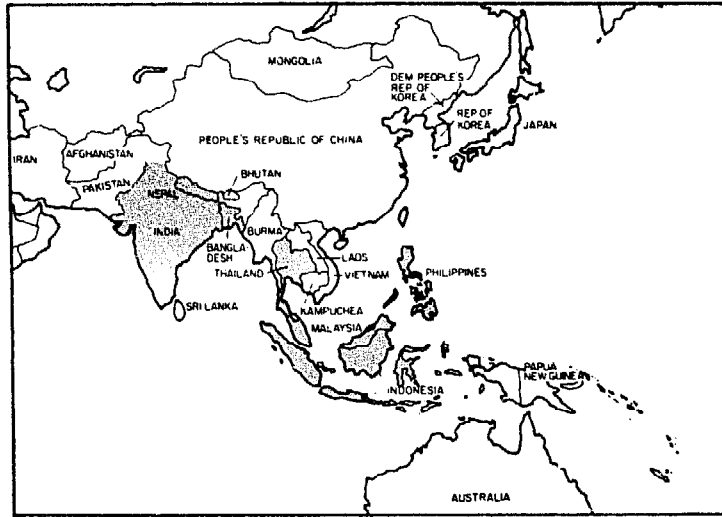 MONGOLIA
DEM PEOPLE'S
REP OF
KOREA
REP OF
KOREA
JAPAN
PEOPLE'S REPUBLIC OF CHINA
IRAN
AFGHANISTAN
PAKISTAN
BHUTAN
NEPAL
INDIA
BURMA
BANGLA-
DESH
LAOS
THAILAND
VIETNAM
PHILIPPINES
SRI LANKA
KAMPUCHEA
MALAYSIA
PAPUA
NEW GUINEA
INDONESIA
AUSTRALIA